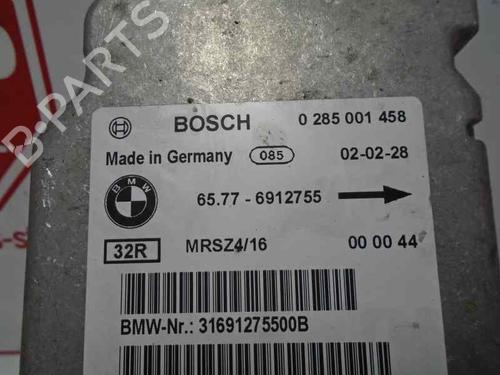 BOSCH 0 285 001 458
Made in Germany 085 02-02-28
BMW
65.77 - 6912755
32R MRSZ4/16 00 00 44
BMW-Nr.: 31691275500B